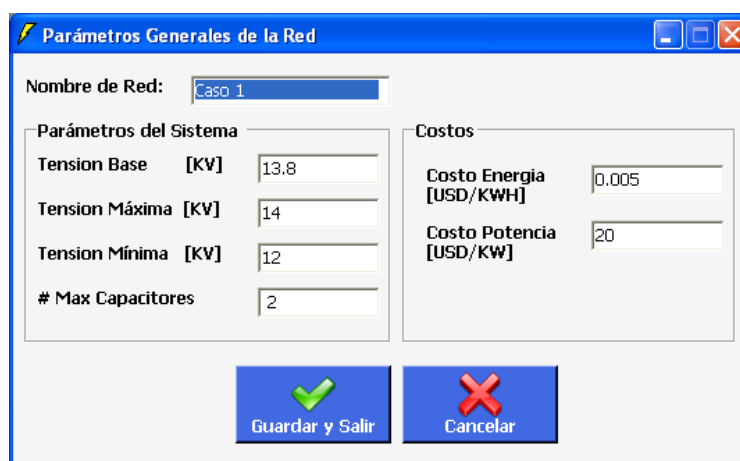 Parámetros Generales de la Red
Nombre de Red: Caso 1
Parámetros del Sistema
Tension Base [KV] 13.8
Tension Máxima [KV] 14
Tension Mínima [KV] 12
# Max Capacitores 2
Costos
Costo Energia
[USD/KWH] 0.005
Costo Potencia
[USD/KW] 20
Guardar y Salir
Cancelar